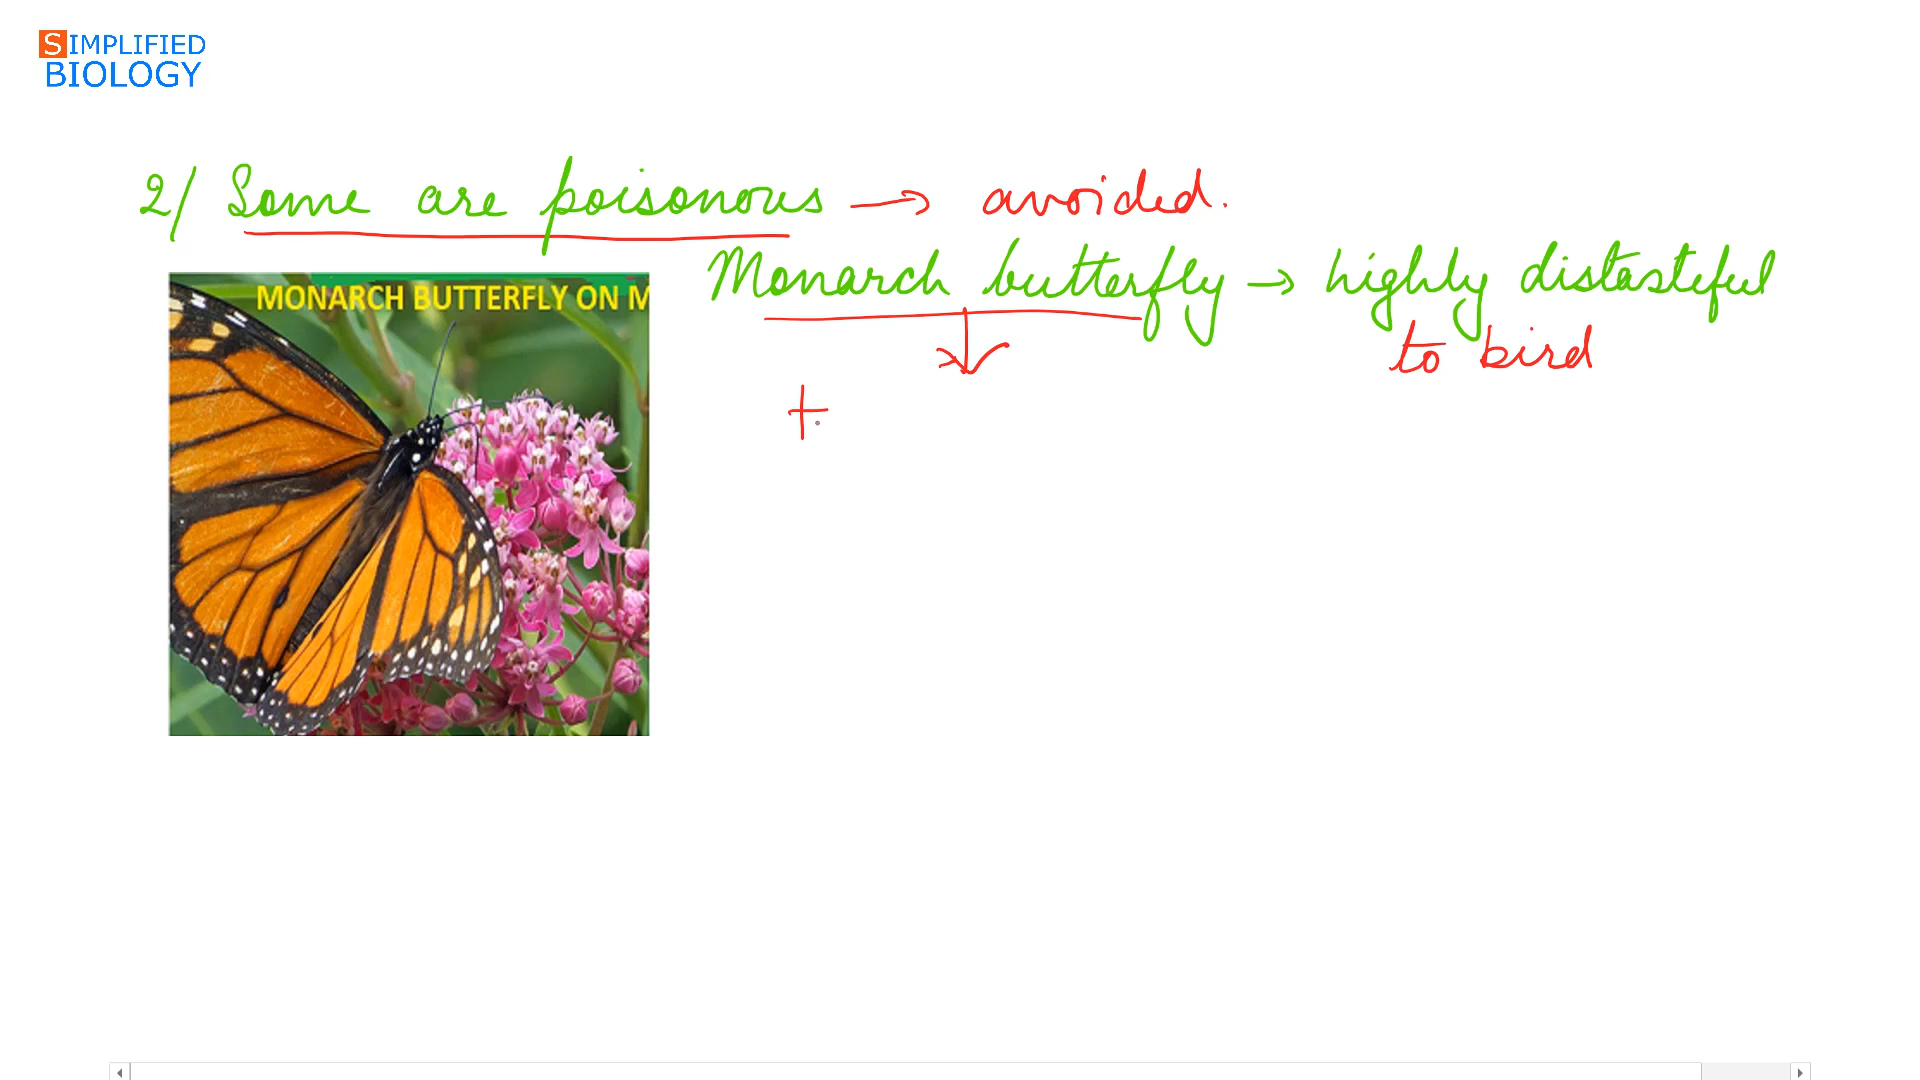 SIMPLIFIED
BIOLOGY
2/ Some are poisonous → avoided.
Monarch butterfly → highly distasteful
to bird
MONARCH BUTTERFLY ON M
+